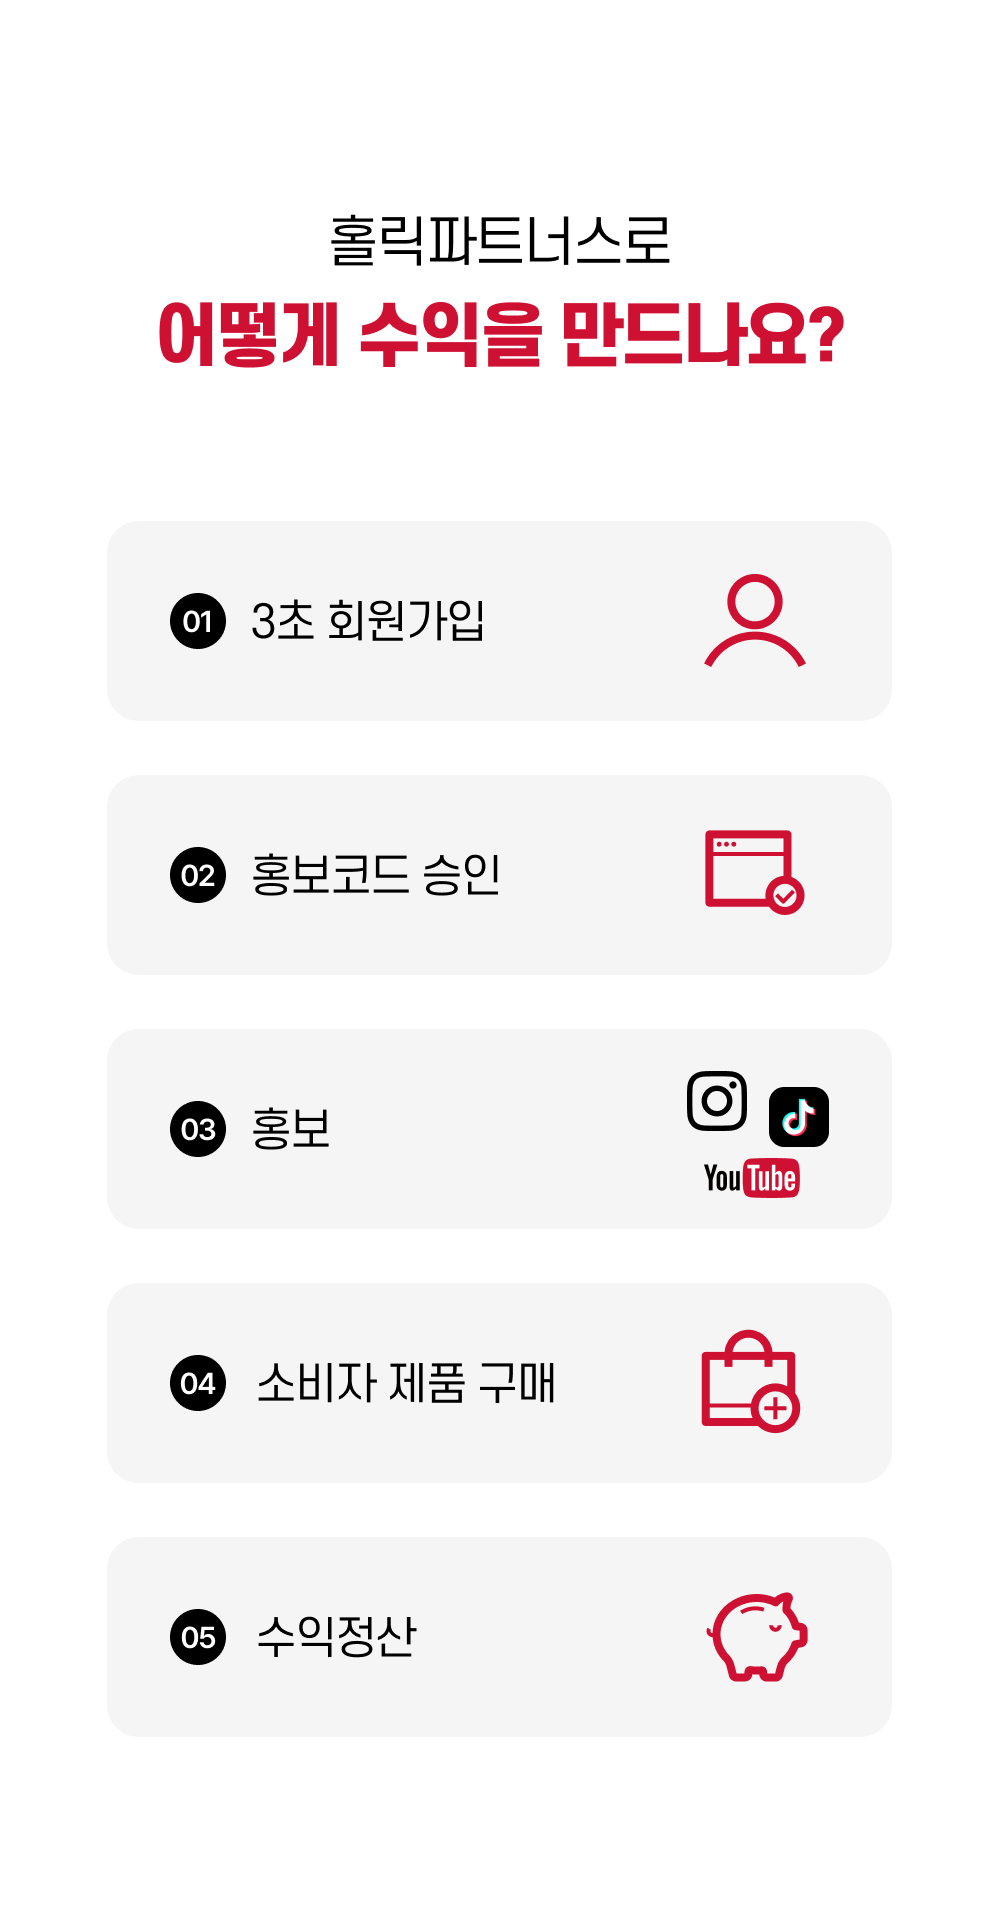 홀릭파트너스로
어떻게 수익을 만드나요?
01 3초 회원가입
02 홍보코드 승인
03 홍보
YouTube
04 소비자 제품 구매
05 수익정산